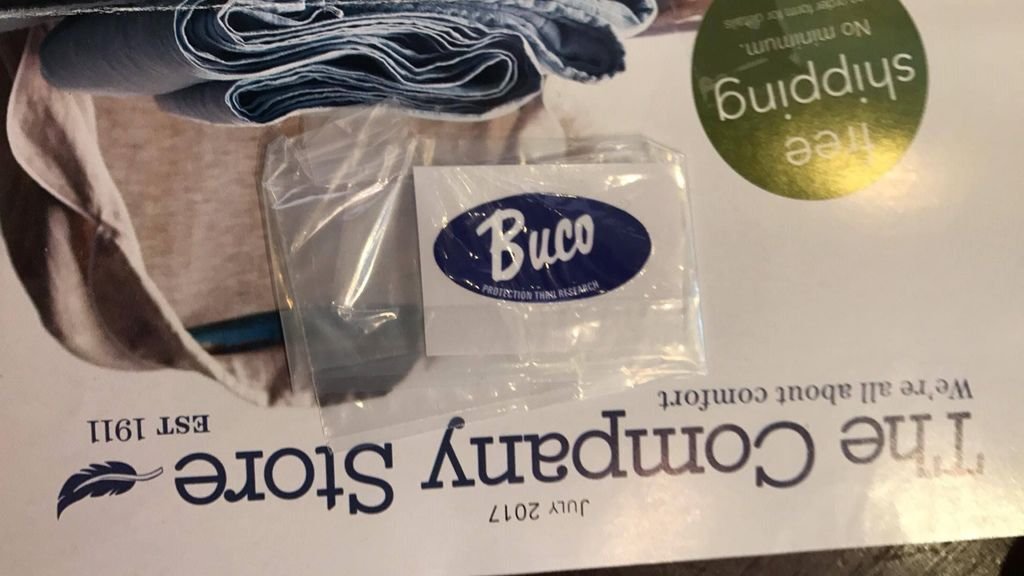 Buco
PROTECTION THRU RESEARCH
The Company Store
We're all about comfort
EST 1911
JULY 2017
free
shipping
No minimum.